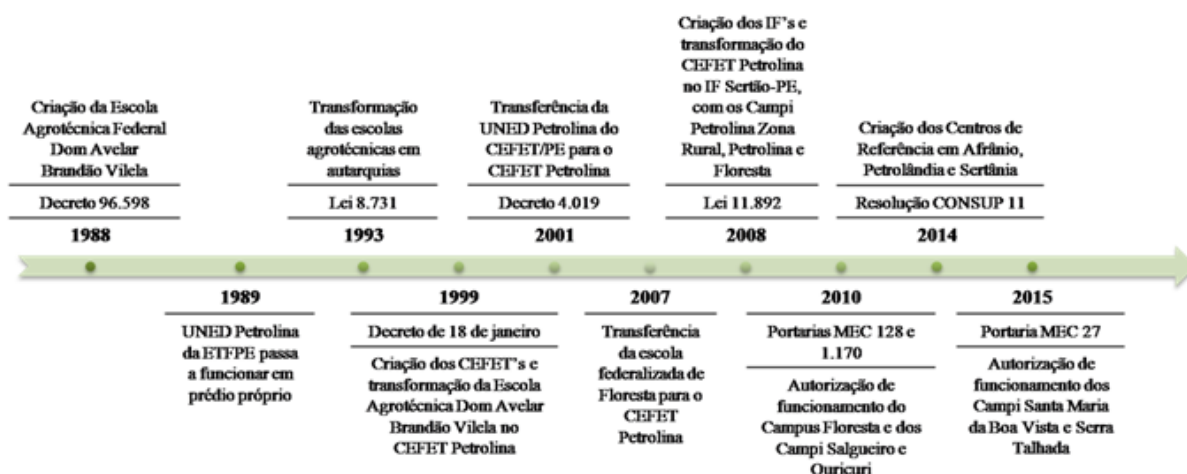 Criação da Escola
Agrotécnica Federal
Dom Avelar
Brandão Vilela
Decreto 96.598
1988
Transformação
das escolas
agrotécnicas em
autarquias
Lei 8.731
1993
Transferência da
UNED Petrolina do
CEFET/PE para o
CEFET Petrolina
Decreto 4.019
2001
Criação dos IF's e
transformação do
CEFET Petrolina
no IF Sertão-PE,
com os Campi
Petrolina Zona
Rural, Petrolina e
Floresta
Lei 11.892
2008
Criação dos Centros de
Referência em Afrânio,
Petrolândia e Sertânia
Resolução CONSUP 11
2014
1989
UNED Petrolina
da ETFPE passa
a funcionar em
prédio próprio
1999
Decreto de 18 de janeiro
Criação dos CEFET's e
transformação da Escola
Agrotécnica Dom Avelar
Brandão Vilela no
CEFET Petrolina
2007
Transferência
da escola
federalizada de
Floresta para o
CEFET
Petrolina
2010
Portarias MEC 128 e
1.170
Autorização de
funcionamento do
Campus Floresta e dos
Campi Salgueiro e
Ouricuri
2015
Portaria MEC 27
Autorização de
funcionamento dos
Campi Santa Maria
da Boa Vista e Serra
Talhada